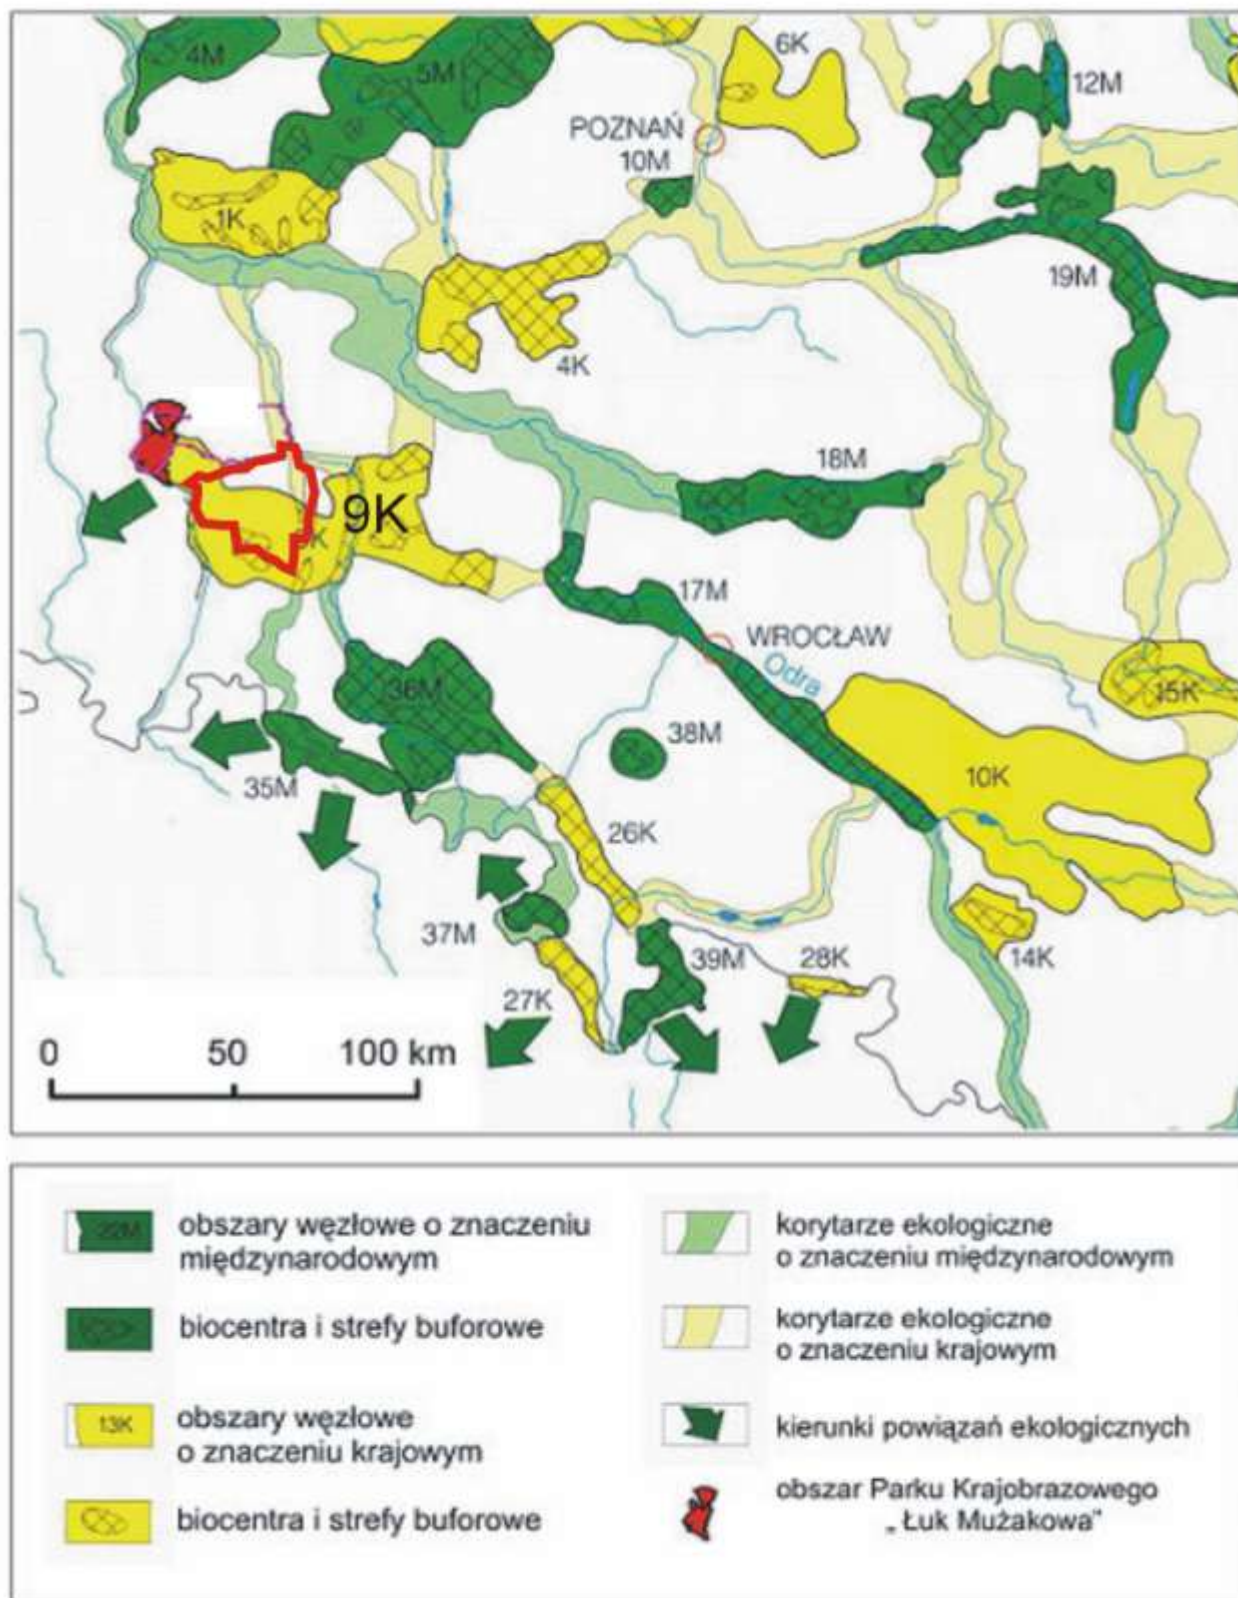 4M
5M
6K
12M
POZNAŃ
10M
1K
19M
4K
18M
9K
K
17M
WROCŁAW
Odra
36M
15K
38M
10K
35M
26K
37M
39M
28K
14K
27K
0 50 100 km
22M
obszary węzłowe o znaczeniu
międzynarodowym
biocentra i strefy buforowe
13K
obszary węzłowe
o znaczeniu krajowym
biocentra i strefy buforowe
korytarze ekologiczne
o znaczeniu międzynarodowym
korytarze ekologiczne
o znaczeniu krajowym
kierunki powiązań ekologicznych
obszar Parku Krajobrazowego
„ Łuk Mużakowa”